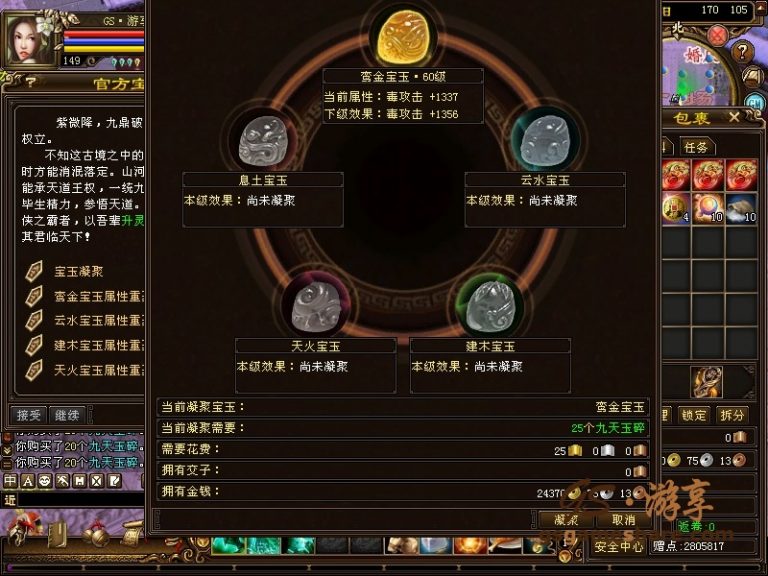 GS·游享
149
170 105
北
官方宝
紫微降，九鼎破
权立。
不知这古境之中的
时方能消泯落定。山河
能承天道王权，一统九
毕生精力，参悟天道。
侠之霸者，以吾辈升灵
其君临天下！
宝玉凝聚
蛮金宝玉属性重
云水宝玉属性重
建木宝玉属性重
天火宝玉属性重
接受 继续
你购买了20个九天玉碎
你购买了20个九天玉碎
近
蛮金宝玉·60级
当前属性：毒攻击 +1337
下级效果：毒攻击 +1356
息土宝玉
本级效果：尚未凝聚
云水宝玉
本级效果：尚未凝聚
天火宝玉
本级效果：尚未凝聚
建木宝玉
本级效果：尚未凝聚
当前凝聚宝玉： 蛮金宝玉
当前凝聚需要： 25个九天玉碎
需要花费： 25 0 0
拥有交子： 0
拥有金钱： 24370 13
凝聚 取消
包裹
任务
4 10 10
理 锁定 拆分
0
75 13
游享
返卷:0
安全中心 赠点:2805817